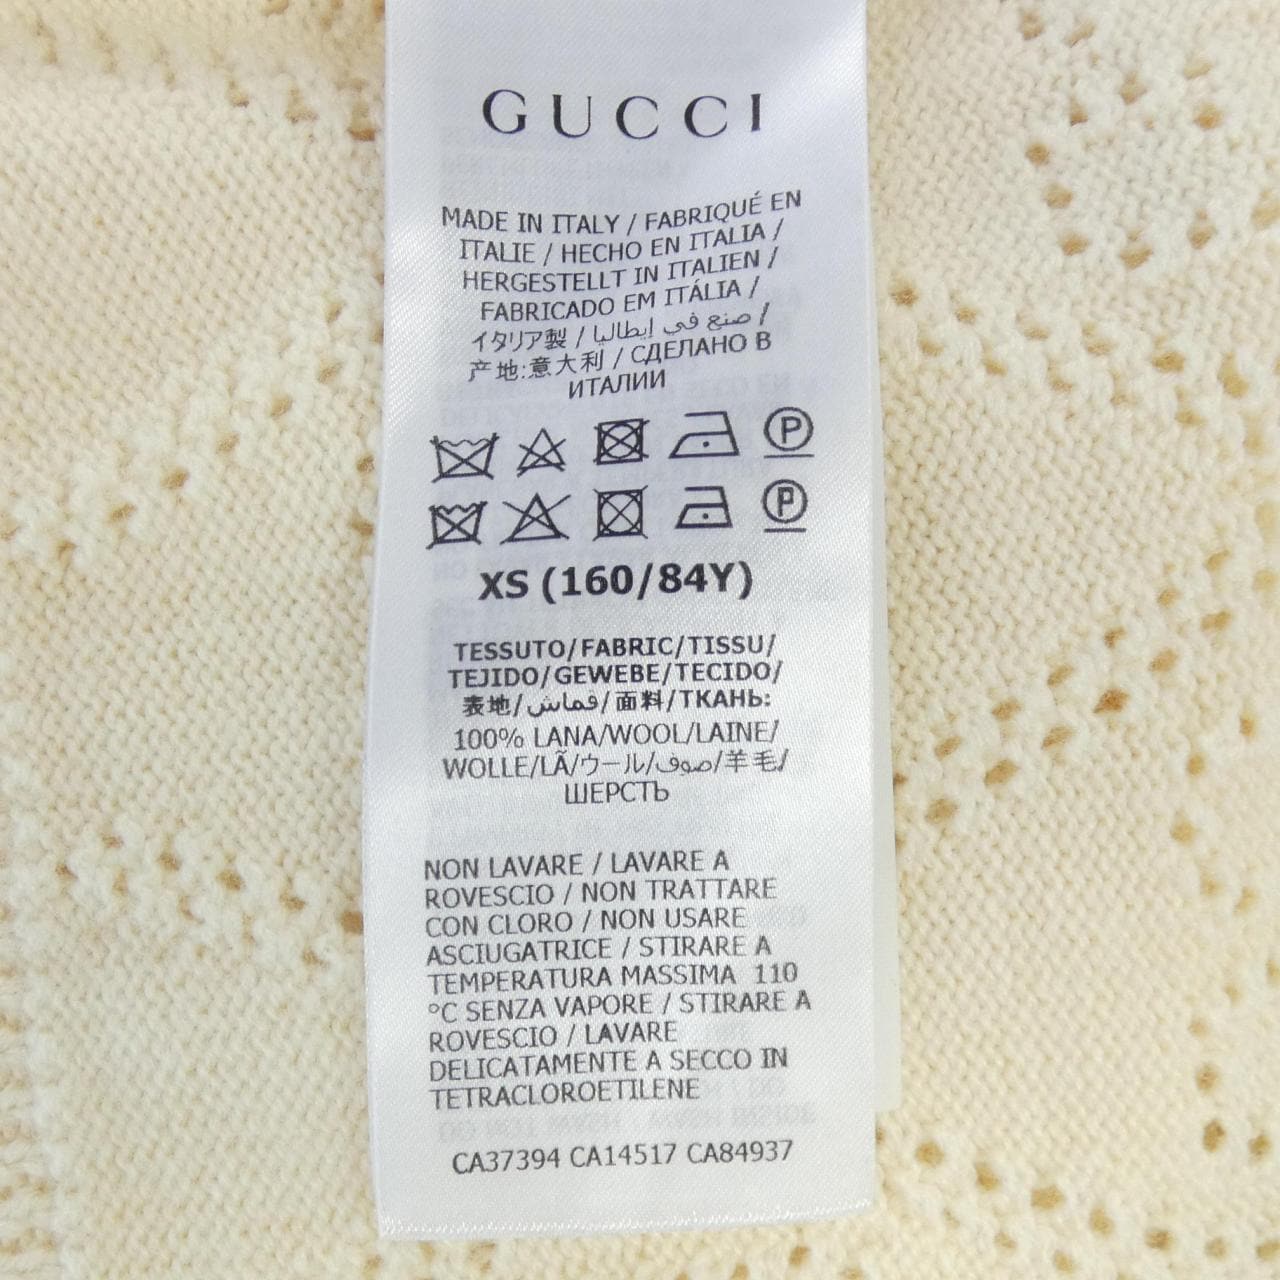 GUCCI
MADE IN ITALY / FABRIQUÉ EN
ITALIE / HECHO EN ITALIA /
HERGESTELLT IN ITALIEN /
FABRICADO EM ITÁLIA /
イタリア製 / صنع في إيطاليا /
产地:意大利 / СДЕЛАНО В
ИТАЛИИ
P
P
XS (160/84Y)
TESSUTO/FABRIC/TISSU/
TEJIDO/GEWEBE/TECIDO/
表地/قماش/面料/ТКАНЬ:
100% LANA/WOOL/LAINE/
WOLLE/LÃ/ウール/صوف/羊毛/
ШЕРСТЬ
NON LAVARE / LAVARE A
ROVESCIO / NON TRATTARE
CON CLORO / NON USARE
ASCIUGATRICE / STIRARE A
TEMPERATURA MASSIMA 110
°C SENZA VAPORE / STIRARE A
ROVESCIO / LAVARE
DELICATAMENTE A SECCO IN
TETRACLOROETILENE
CA37394 CA14517 CA84937